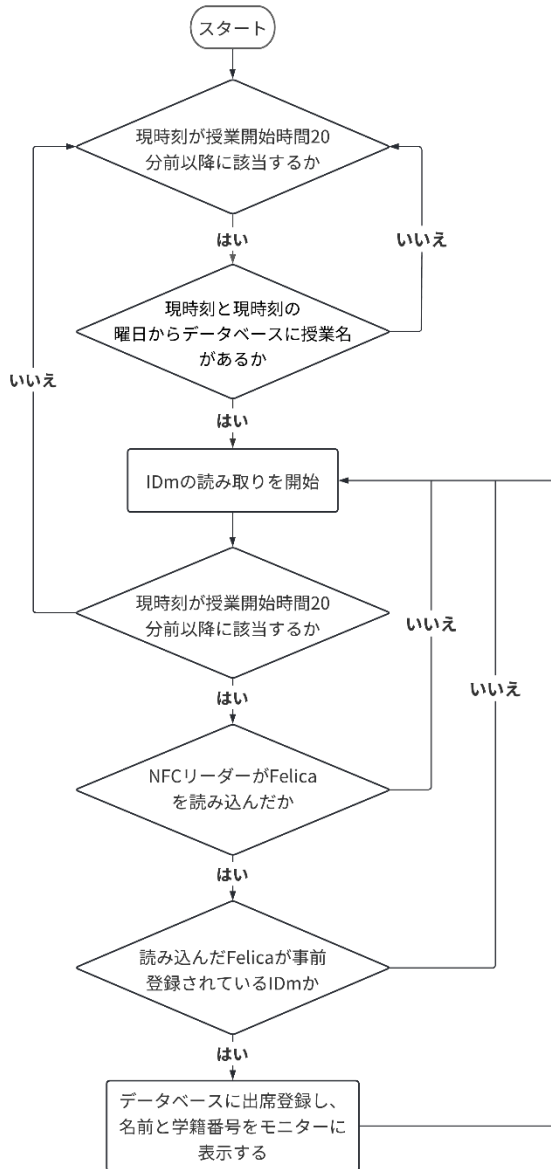 スタート
現時刻が授業開始時間20
分前以降に該当するか
はい
いいえ
現時刻と現時刻の
曜日からデータベースに授業名
があるか
いいえ
はい
IDmの読み取りを開始
現時刻が授業開始時間20
分前以降に該当するか
いいえ
いいえ
はい
NFCリーダーがFelica
を読み込んだか
はい
読み込んだFelicaが事前
登録されているIDmか
はい
データベースに出席登録し、
名前と学籍番号をモニターに
表示する